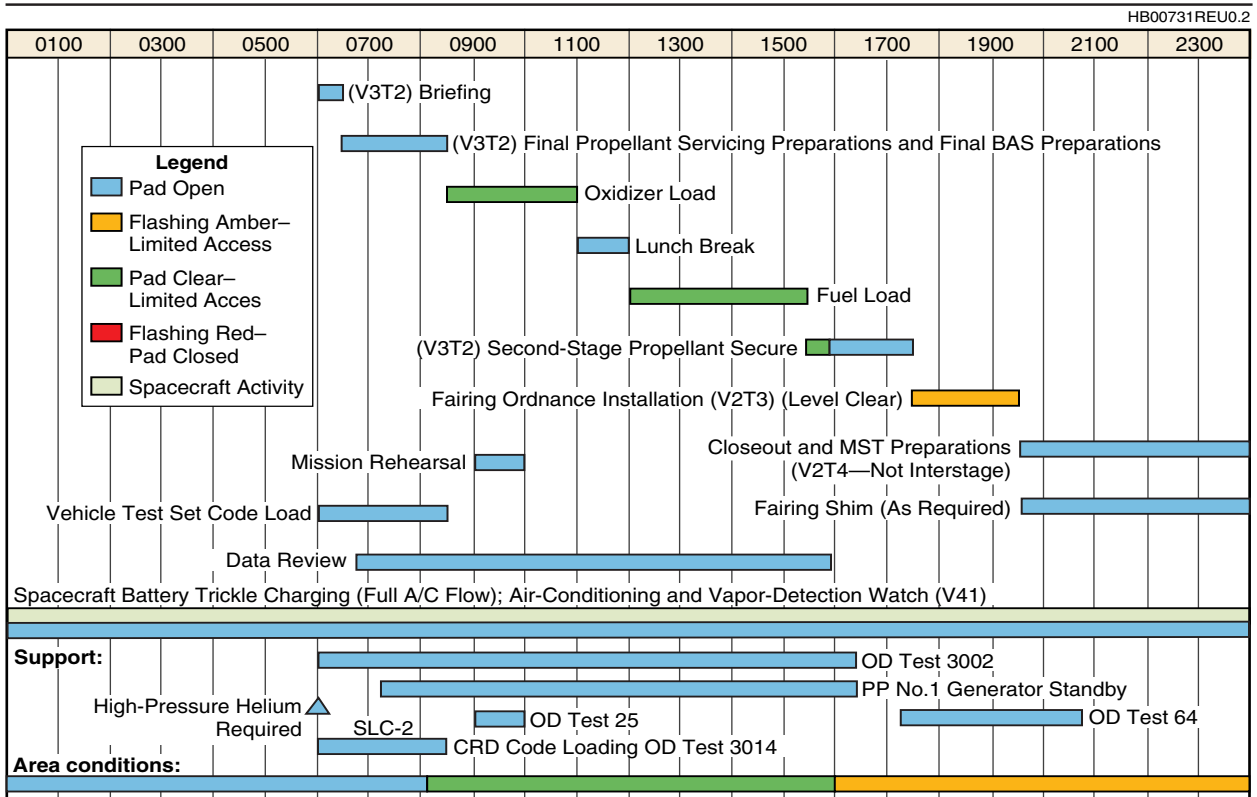 HB00731REU0.2
0100 0300 0500 0700 0900 1100 1300 1500 1700 1900 2100 2300
(V3T2) Briefing
(V3T2) Final Propellant Servicing Preparations and Final BAS Preparations
Legend
Pad Open
Flashing Amber–
Limited Access
Pad Clear–
Limited Acces
Flashing Red–
Pad Closed
Spacecraft Activity
Oxidizer Load
Lunch Break
Fuel Load
(V3T2) Second-Stage Propellant Secure
Fairing Ordnance Installation (V2T3) (Level Clear)
Closeout and MST Preparations
(V2T4—Not Interstage)
Mission Rehearsal
Fairing Shim (As Required)
Vehicle Test Set Code Load
Data Review
Spacecraft Battery Trickle Charging (Full A/C Flow); Air-Conditioning and Vapor-Detection Watch (V41)
Support:
OD Test 3002
PP No.1 Generator Standby
High-Pressure Helium
Required
OD Test 25
OD Test 64
SLC-2
CRD Code Loading OD Test 3014
Area conditions: